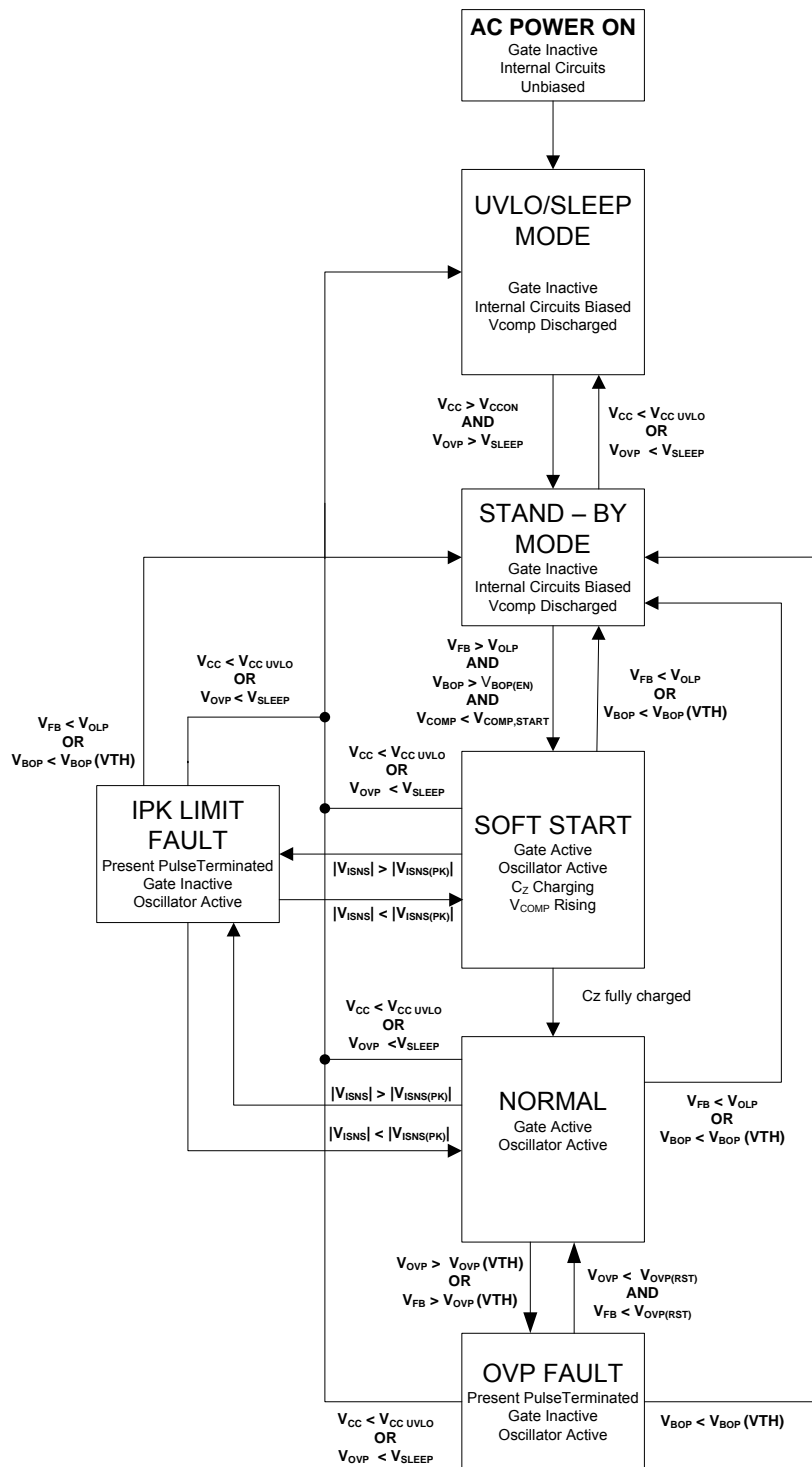 AC POWER ON
Gate Inactive
Internal Circuits
Unbiased
UVLO/SLEEP
MODE
Gate Inactive
Internal Circuits Biased
Vcomp Discharged
VCC > VCCON
AND
VOVP > VSLEEP
VCC < VCC UVLO
OR
VOVP < VSLEEP
STAND – BY
MODE
Gate Inactive
Internal Circuits Biased
Vcomp Discharged
VFB > VOLP
AND
VBOP > VBOP(EN)
AND
VCOMP < VCOMP,START
VFB < VOLP
OR
VBOP < VBOP (VTH)
VCC < VCC UVLO
OR
VOVP < VSLEEP
VFB < VOLP
OR
VBOP < VBOP (VTH)
VCC < VCC UVLO
OR
VOVP < VSLEEP
IPK LIMIT
FAULT
Present PulseTerminated
Gate Inactive
Oscillator Active
|VISNS| > |VISNS(PK)|
|VISNS| < |VISNS(PK)|
SOFT START
Gate Active
Oscillator Active
CZ Charging
VCOMP Rising
Cz fully charged
VCC < VCC UVLO
OR
VOVP <VSLEEP
|VISNS| > |VISNS(PK)|
|VISNS| < |VISNS(PK)|
NORMAL
Gate Active
Oscillator Active
VFB < VOLP
OR
VBOP < VBOP (VTH)
VOVP > VOVP (VTH)
OR
VFB > VOVP (VTH)
VOVP < VOVP(RST)
AND
VFB < VOVP(RST)
OVP FAULT
Present PulseTerminated
Gate Inactive
Oscillator Active
VCC < VCC UVLO
OR
VOVP < VSLEEP
VBOP < VBOP (VTH)